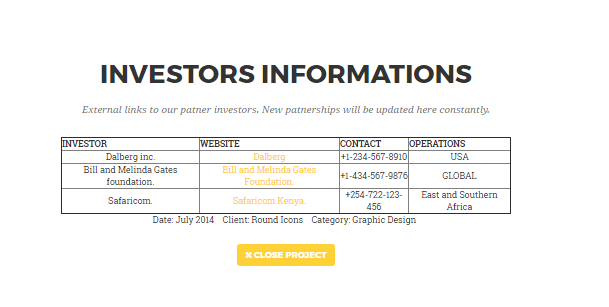 INVESTORS INFORMATIONS
External links to our patner investors. New patnerships will be updated here constantly.
INVESTOR WEBSITE CONTACT OPERATIONS
Dalberg inc. Dalberg +1-234-567-8910 USA
Bill and Melinda Gates foundation. Bill and Melinda Gates Foundation. +1-434-567-9876 GLOBAL
Safaricom. Safaricom Kenya. +254-722-123-456 East and Southern Africa
Date: July 2014 Client: Round Icons Category: Graphic Design
✖ CLOSE PROJECT